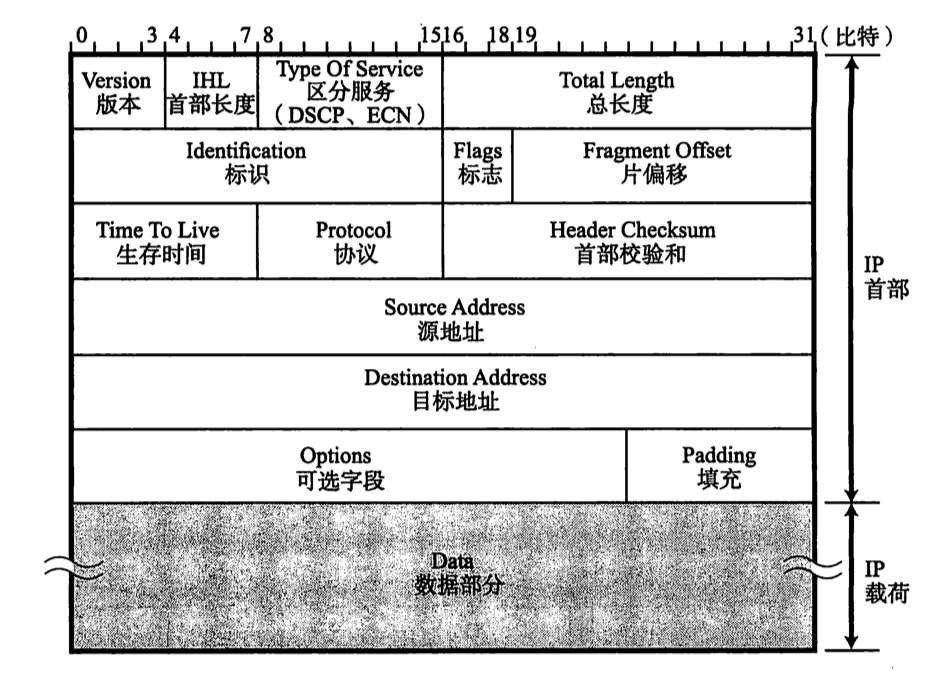 0 3 4 7 8 1516 1819 31(比特)
Version IHL Type Of Service Total Length
版本 首部长度 区分服务 总长度
(DSCP、ECN)
Identification Flags Fragment Offset
标识 标志 片偏移
Time To Live Protocol Header Checksum
生存时间 协议 首部校验和
IP
首部
Source Address
源地址
Destination Address
目标地址
Options Padding
可选字段 填充
Data
数据部分
IP
载荷